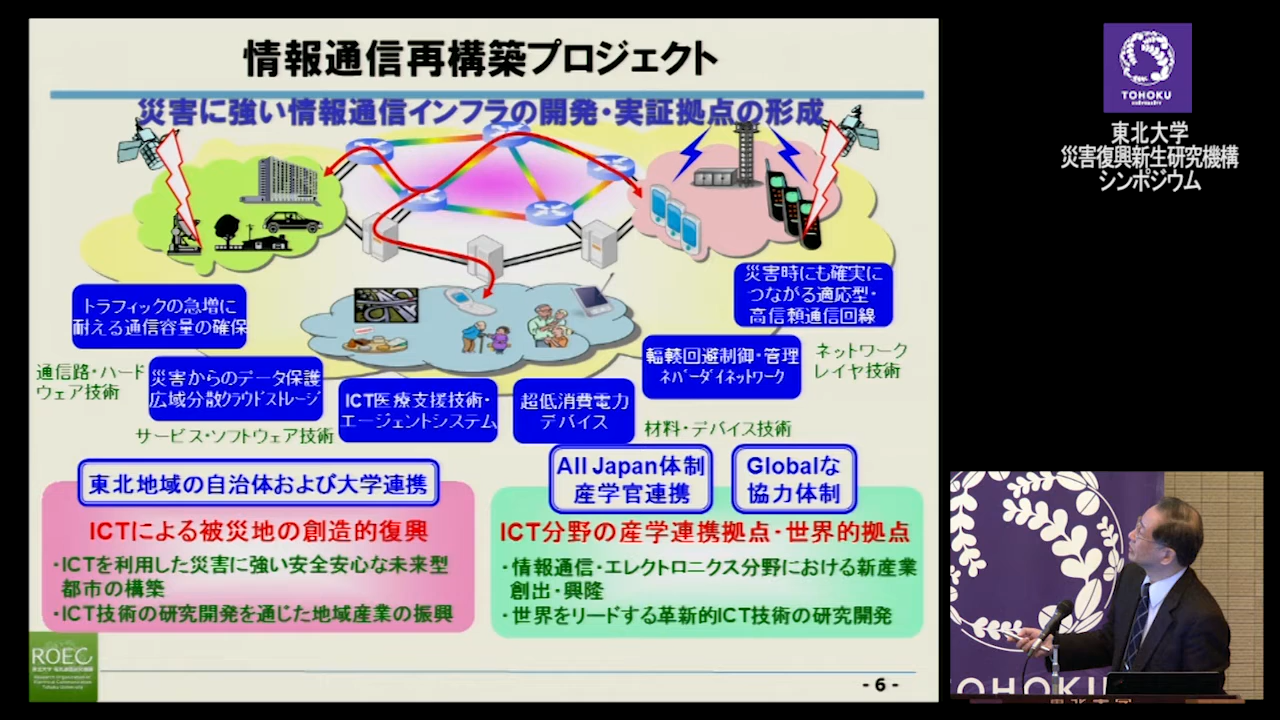 情報通信再構築プロジェクト
災害に強い情報通信インフラの開発・実証拠点の形成
トラフィックの急増に
耐える通信容量の確保
災害時にも確実に
つながる適応型・
高信頼通信回線
通信路・ハード
ウェア技術
災害からのデータ保護
広域分散クラウドストレージ
ICT医療支援技術・
エージェントシステム
超低消費電力
デバイス
輻輳回避制御・管理
ネバーダイネットワーク
ネットワーク
レイヤ技術
サービス・ソフトウェア技術
材料・デバイス技術
東北地域の自治体および大学連携
All Japan体制
産学官連携
Globalな
協力体制
ICTによる被災地の創造的復興
・ICTを利用した災害に強い安全安心な未来型
都市の構築
・ICT技術の研究開発を通じた地域産業の振興
ICT分野の産学連携拠点・世界的拠点
・情報通信・エレクトロニクス分野における新産業
創出・興隆
・世界をリードする革新的ICT技術の研究開発
ROEC
- 6 -
TOHOKU
UNIVERSITY
東北大学
災害復興新生研究機構
シンポジウム
TOHOKU
東北大学